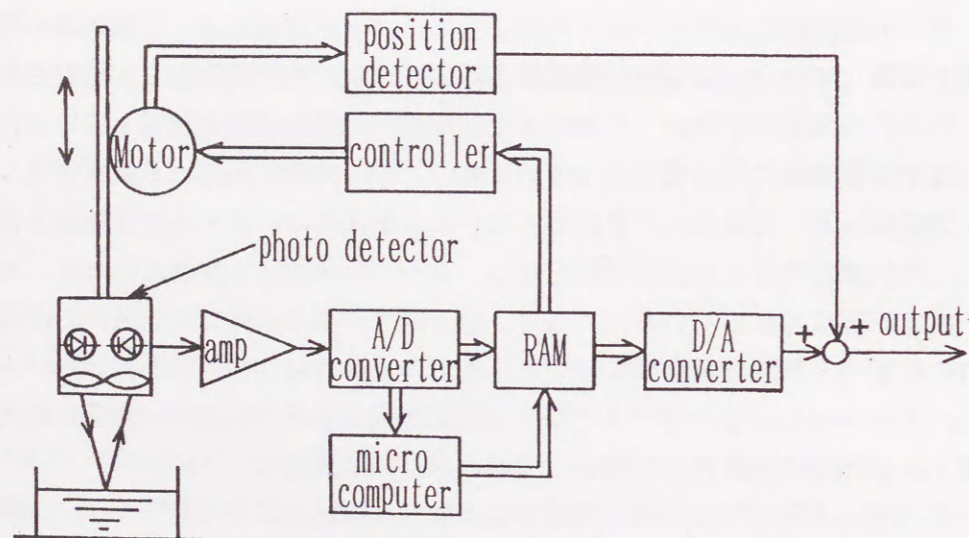 position
detector
Motor
controller
photo detector
amp
A/D
converter
RAM
D/A
converter
+
+
output
micro
computer